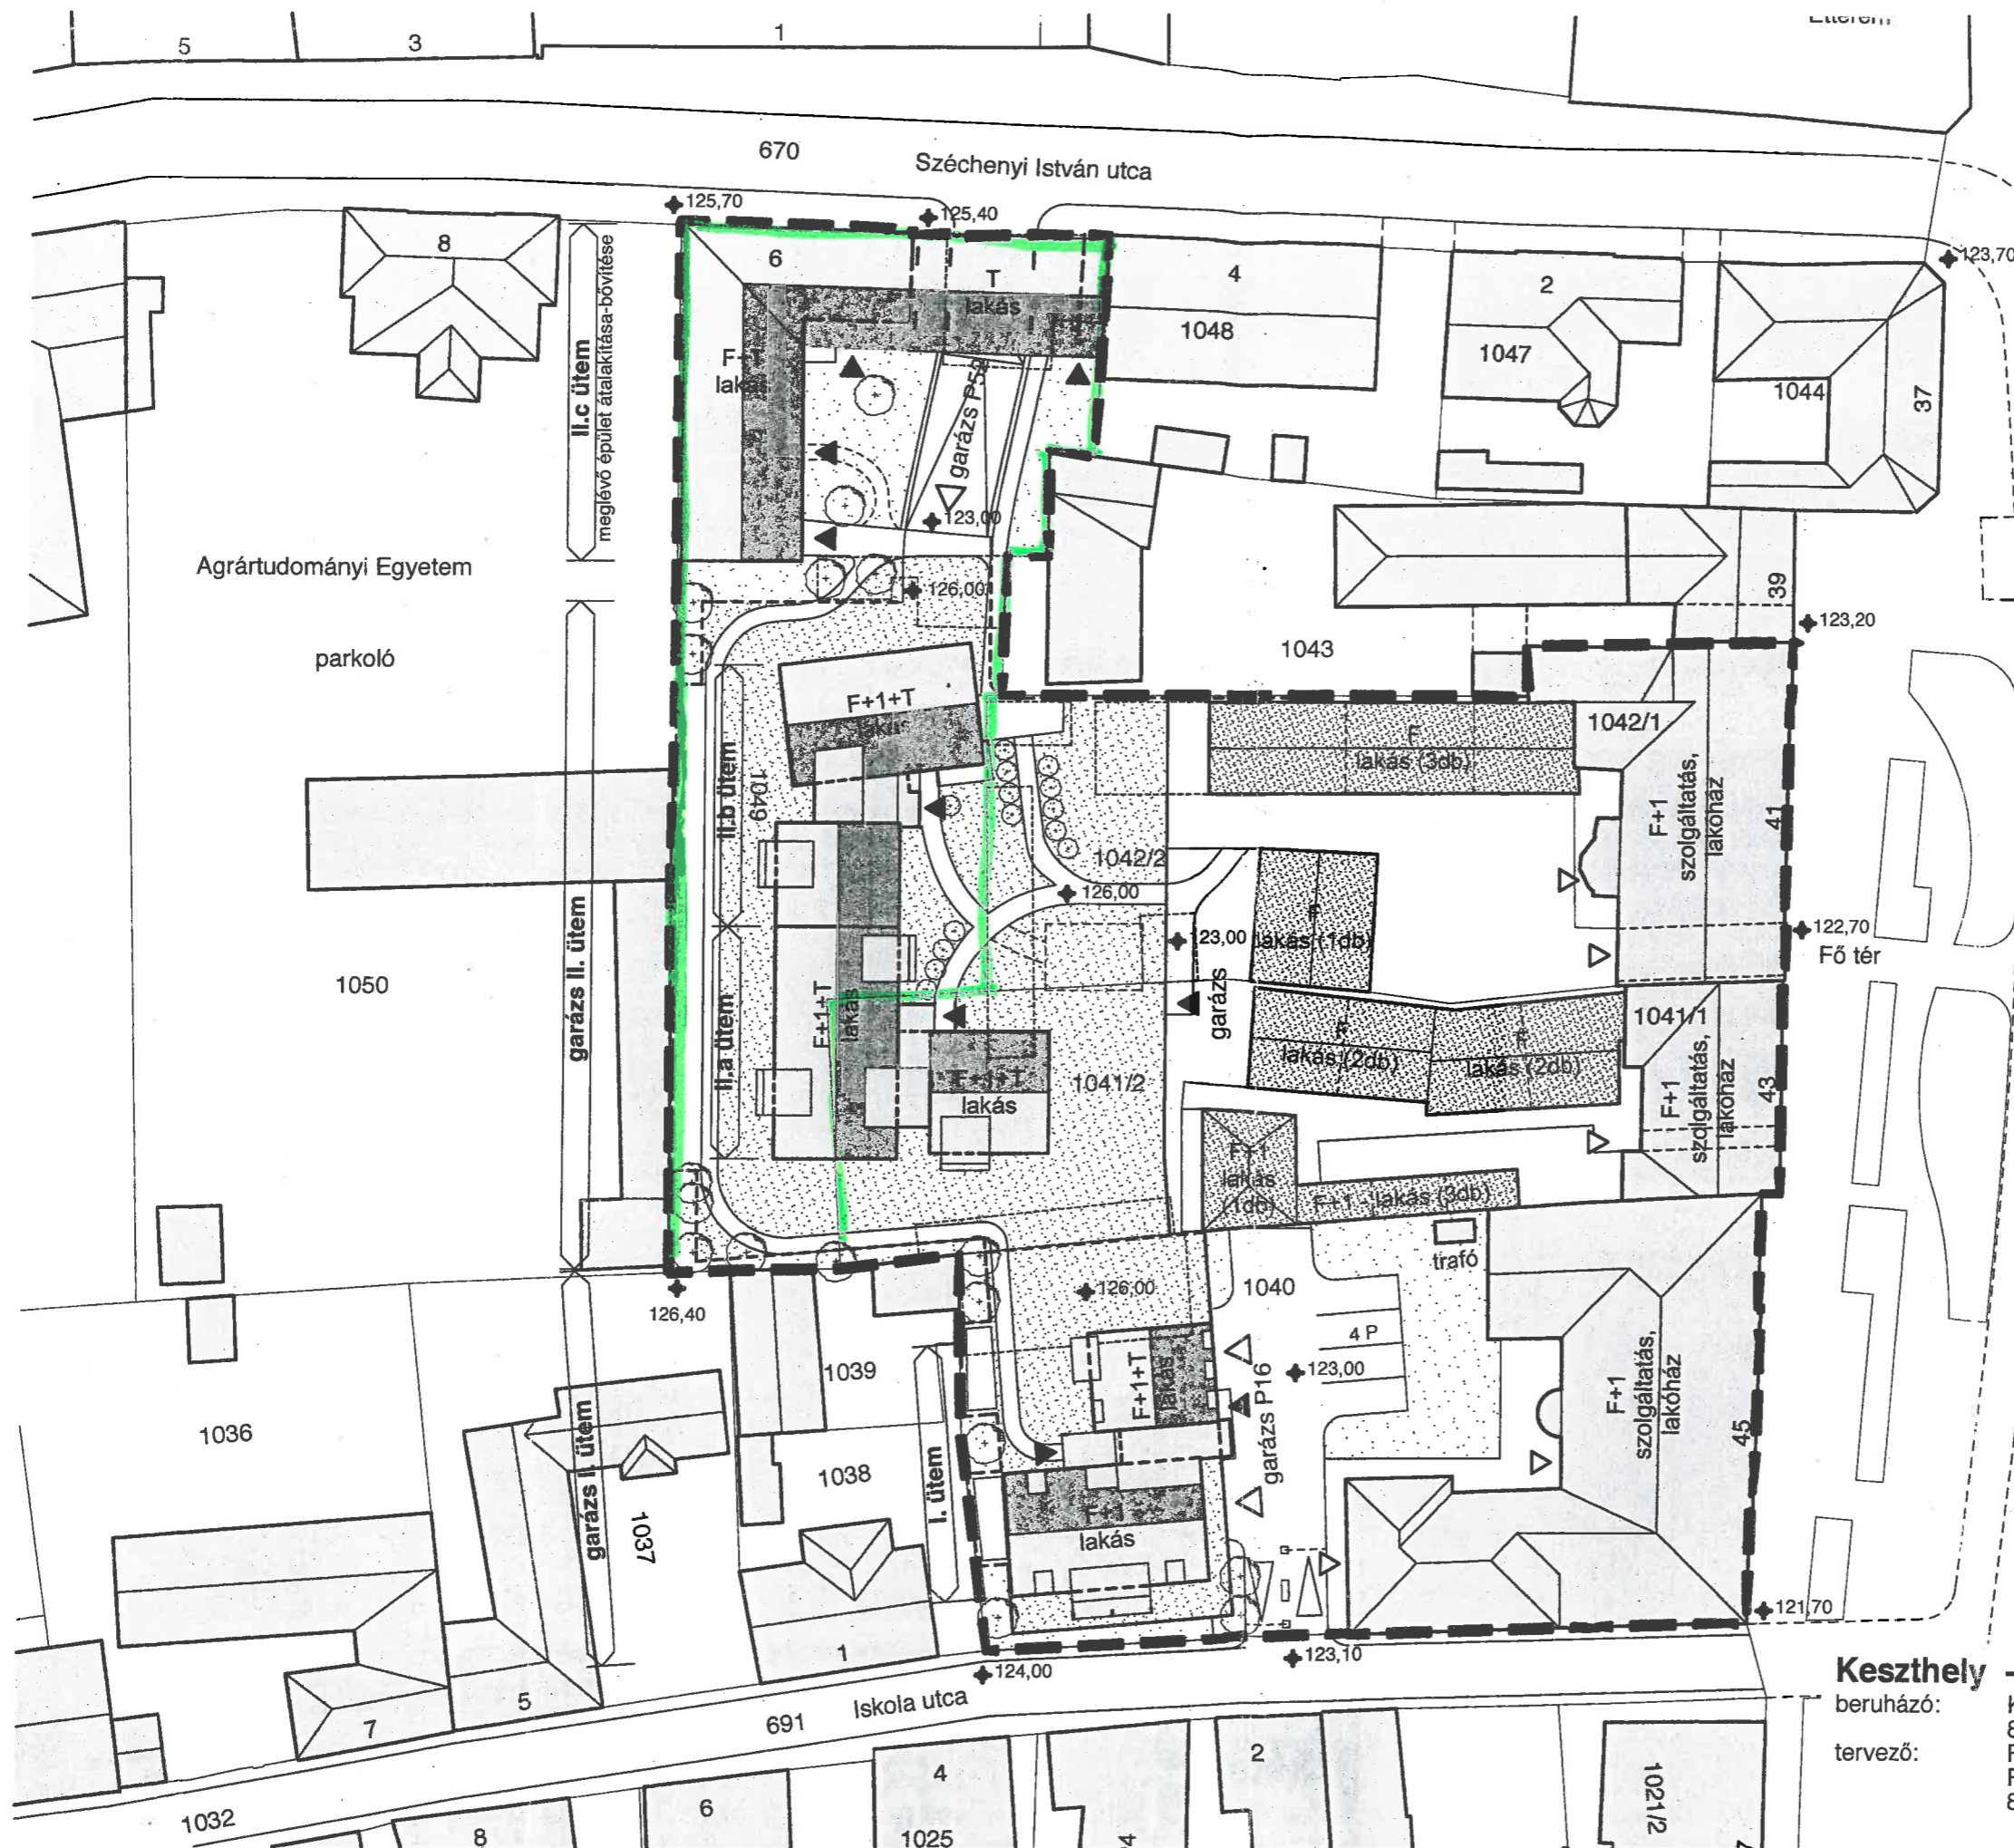 5
3
1
670
Széchenyi István utca
125,70
125,40
123,70
8
6
T
lakás
4
2
1048
1047
1044
37
II.c ütem
meglévő épület átalakítása-bővítése
F+T
lakás
garázs P52
123,00
126,00
Agrártudományi Egyetem
parkoló
39
123,20
1043
F+1+T
II.b ütem
1049
F
lakás (3db)
1042/1
F+1
szolgáltatás,
lakóház
41
1042/2
126,00
123,00
garázs
F
lakás (1db)
122,70
Fő tér
1050
garázs II. ütem
II.a ütem
F+1+T
lakás
F+1+T
lakás
1041/2
F
lakás (2db)
F
lakás (2db)
1041/1
F+1
szolgáltatás,
lakóház
43
F+1
lakás
(1db)
F+1 - lakás (3db)
trafó
126,40
126,00
1040
4 P
123,00
1039
F+1+T
lakás
garázs P16
F+1
szolgáltatás,
lakóház
45
1036
garázs I. ütem
1037
1038
I. ütem
lakás
1
121,70
124,00
123,10
Keszthely -
beruházó:
tervező:
7
5
691
Iskola utca
1032
8
6
4
1025
4
2
1021/2